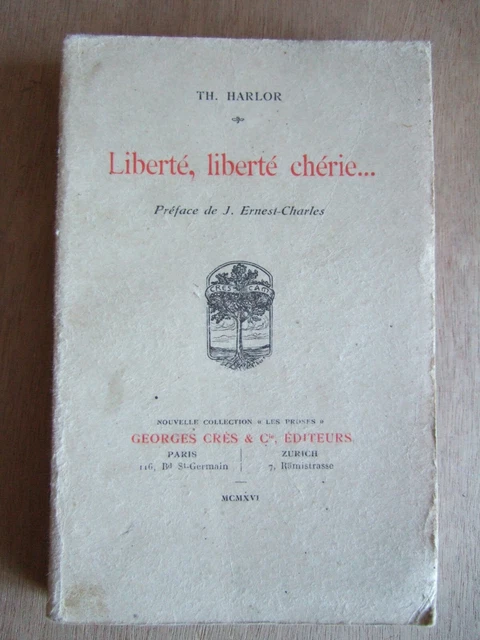 TH. HARLOR
Liberté, liberté chérie...
Préface de J. Ernest-Charles
CRÈS
NOUVELLE COLLECTION « LES PROSES »
GEORGES CRÈS & Cie, ÉDITEURS
PARIS
116, Bd St-Germain
ZURICH
7, Rämistrasse
MCMXVI